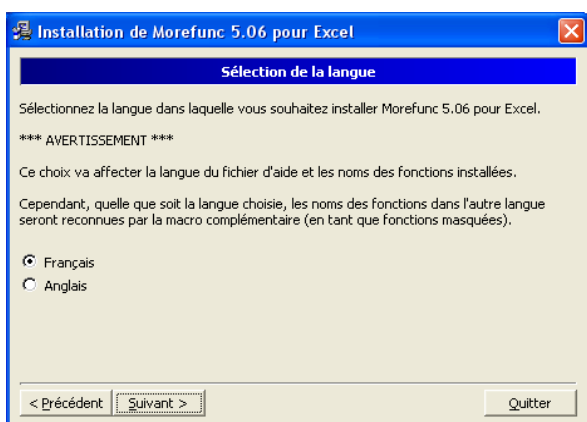 Installation de Morefunc 5.06 pour Excel
Sélection de la langue
Sélectionnez la langue dans laquelle vous souhaitez installer Morefunc 5.06 pour Excel.
*** AVERTISSEMENT ***
Ce choix va affecter la langue du fichier d'aide et les noms des fonctions installées.
Cependant, quelle que soit la langue choisie, les noms des fonctions dans l'autre langue
seront reconnues par la macro complémentaire (en tant que fonctions masquées).
Français
Anglais
< Précédent Suivant > Quitter